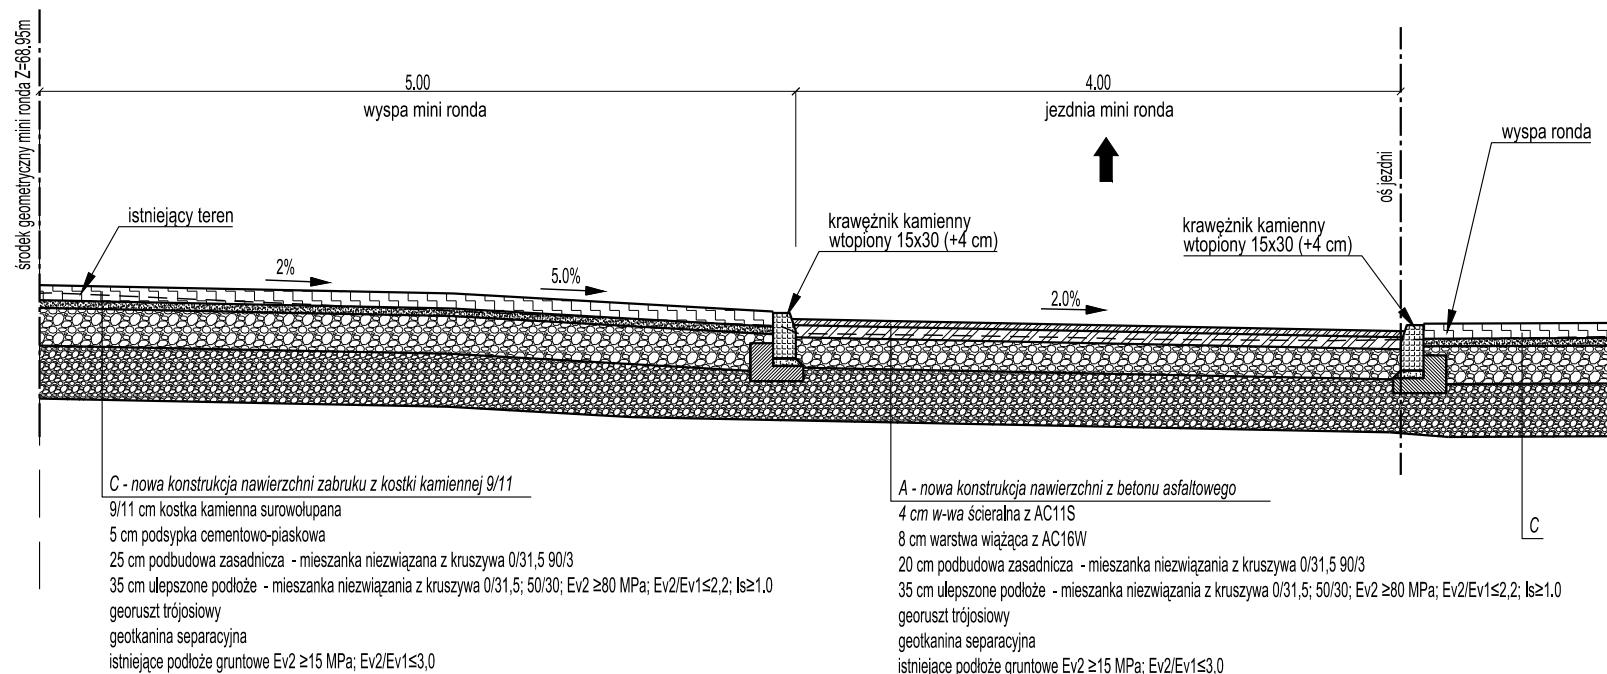 środek geometryczny mini ronda Z=68.95m
5.00
4.00
wyspa mini ronda
jezdnia mini ronda
wyspa ronda
oś jezdni
istniejący teren
krawężnik kamienny
wtopiony 15x30 (+4 cm)
krawężnik kamienny
wtopiony 15x30 (+4 cm)
2%
5.0%
2.0%
C - nowa konstrukcja nawierzchni zabruku z kostki kamiennej 9/11
9/11 cm kostka kamienna surowołupana
5 cm podsypka cementowo-piaskowa
25 cm podbudowa zasadnicza - mieszanka niezwiązana z kruszywa 0/31,5 90/3
35 cm ulepszone podłoże - mieszanka niezwiązania z kruszywa 0/31,5; 50/30; Ev2 ≥80 MPa; Ev2/Ev1≤2,2; Is≥1.0
georuszt trójosiowy
geotkanina separacyjna
istniejące podłoże gruntowe Ev2 ≥15 MPa; Ev2/Ev1≤3,0
A - nowa konstrukcja nawierzchni z betonu asfaltowego
4 cm w-wa ścieralna z AC11S
8 cm warstwa wiążąca z AC16W
20 cm podbudowa zasadnicza - mieszanka niezwiązania z kruszywa 0/31,5 90/3
35 cm ulepszone podłoże - mieszanka niezwiązania z kruszywa 0/31,5; 50/30; Ev2 ≥80 MPa; Ev2/Ev1≤2,2; Is≥1.0
georuszt trójosiowy
geotkanina separacyjna
istniejące podłoże gruntowe Ev2 ≥15 MPa; Ev2/Ev1≤3,0
C